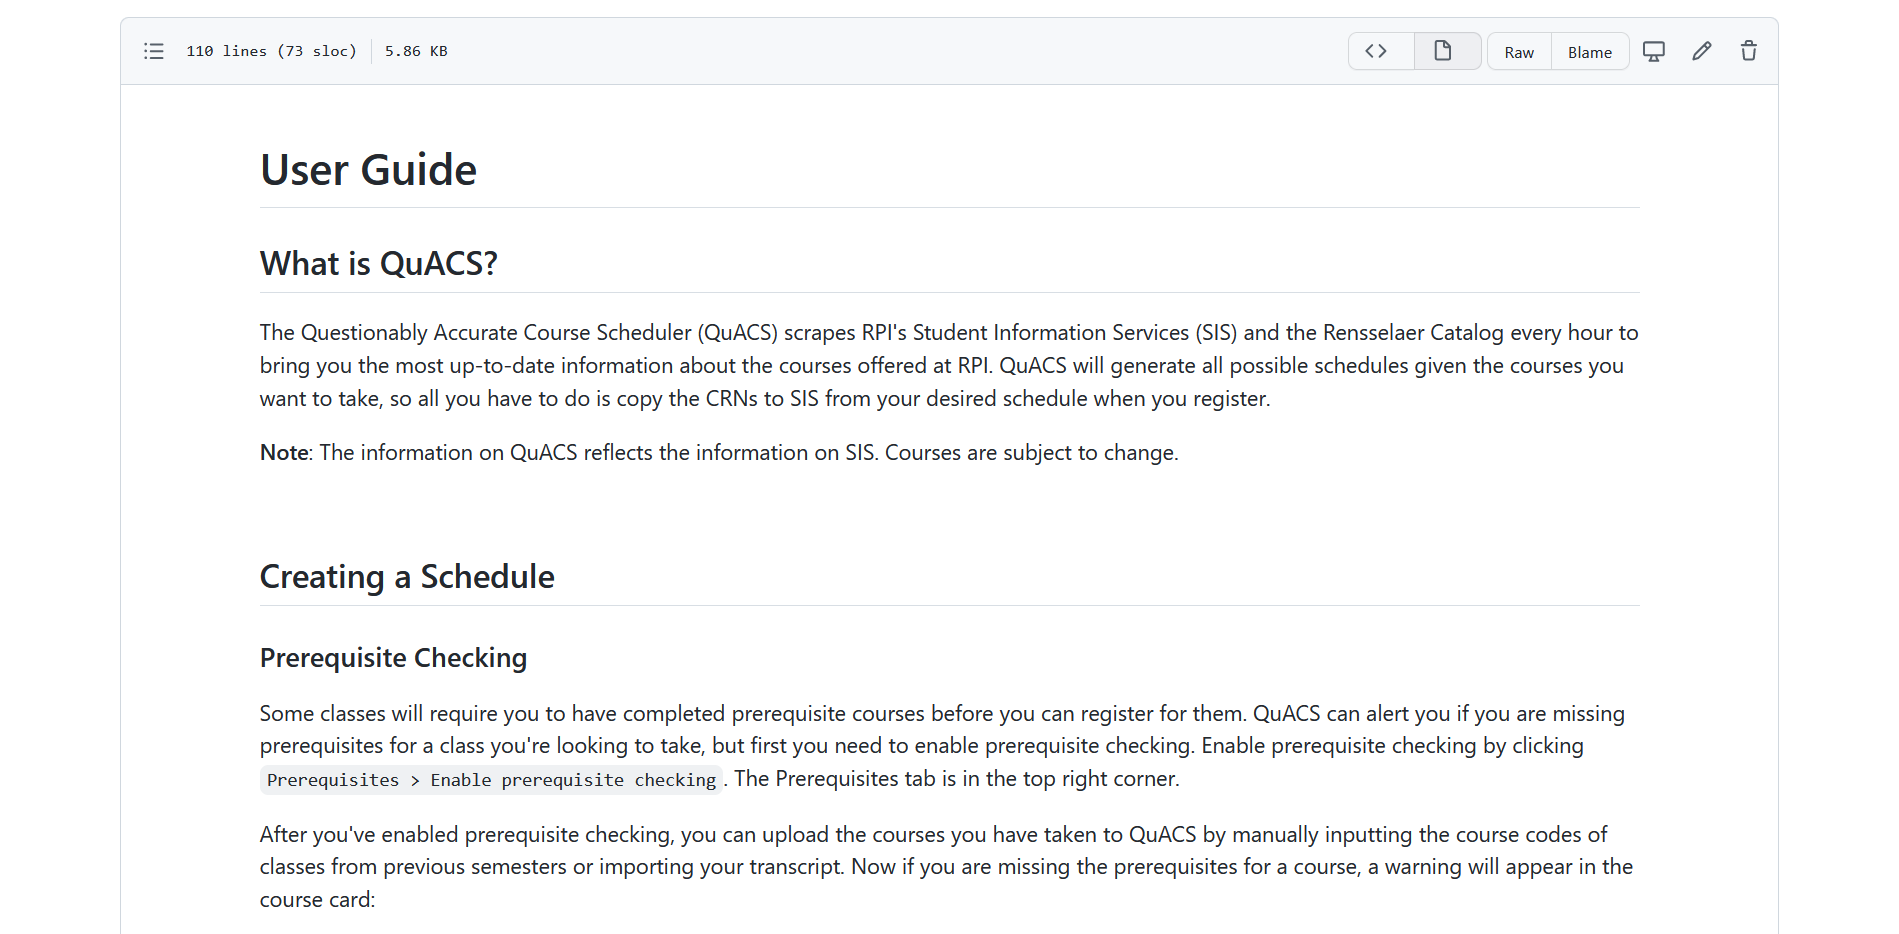 110 lines (73 sloc) 5.86 KB
Raw Blame
User Guide
What is QuACS?
The Questionably Accurate Course Scheduler (QuACS) scrapes RPI's Student Information Services (SIS) and the Rensselaer Catalog every hour to
bring you the most up-to-date information about the courses offered at RPI. QuACS will generate all possible schedules given the courses you
want to take, so all you have to do is copy the CRNs to SIS from your desired schedule when you register.
Note: The information on QuACS reflects the information on SIS. Courses are subject to change.
Creating a Schedule
Prerequisite Checking
Some classes will require you to have completed prerequisite courses before you can register for them. QuACS can alert you if you are missing
prerequisites for a class you're looking to take, but first you need to enable prerequisite checking. Enable prerequisite checking by clicking
Prerequisites > Enable prerequisite checking. The Prerequisites tab is in the top right corner.
After you've enabled prerequisite checking, you can upload the courses you have taken to QuACS by manually inputting the course codes of
classes from previous semesters or importing your transcript. Now if you are missing the prerequisites for a course, a warning will appear in the
course card: